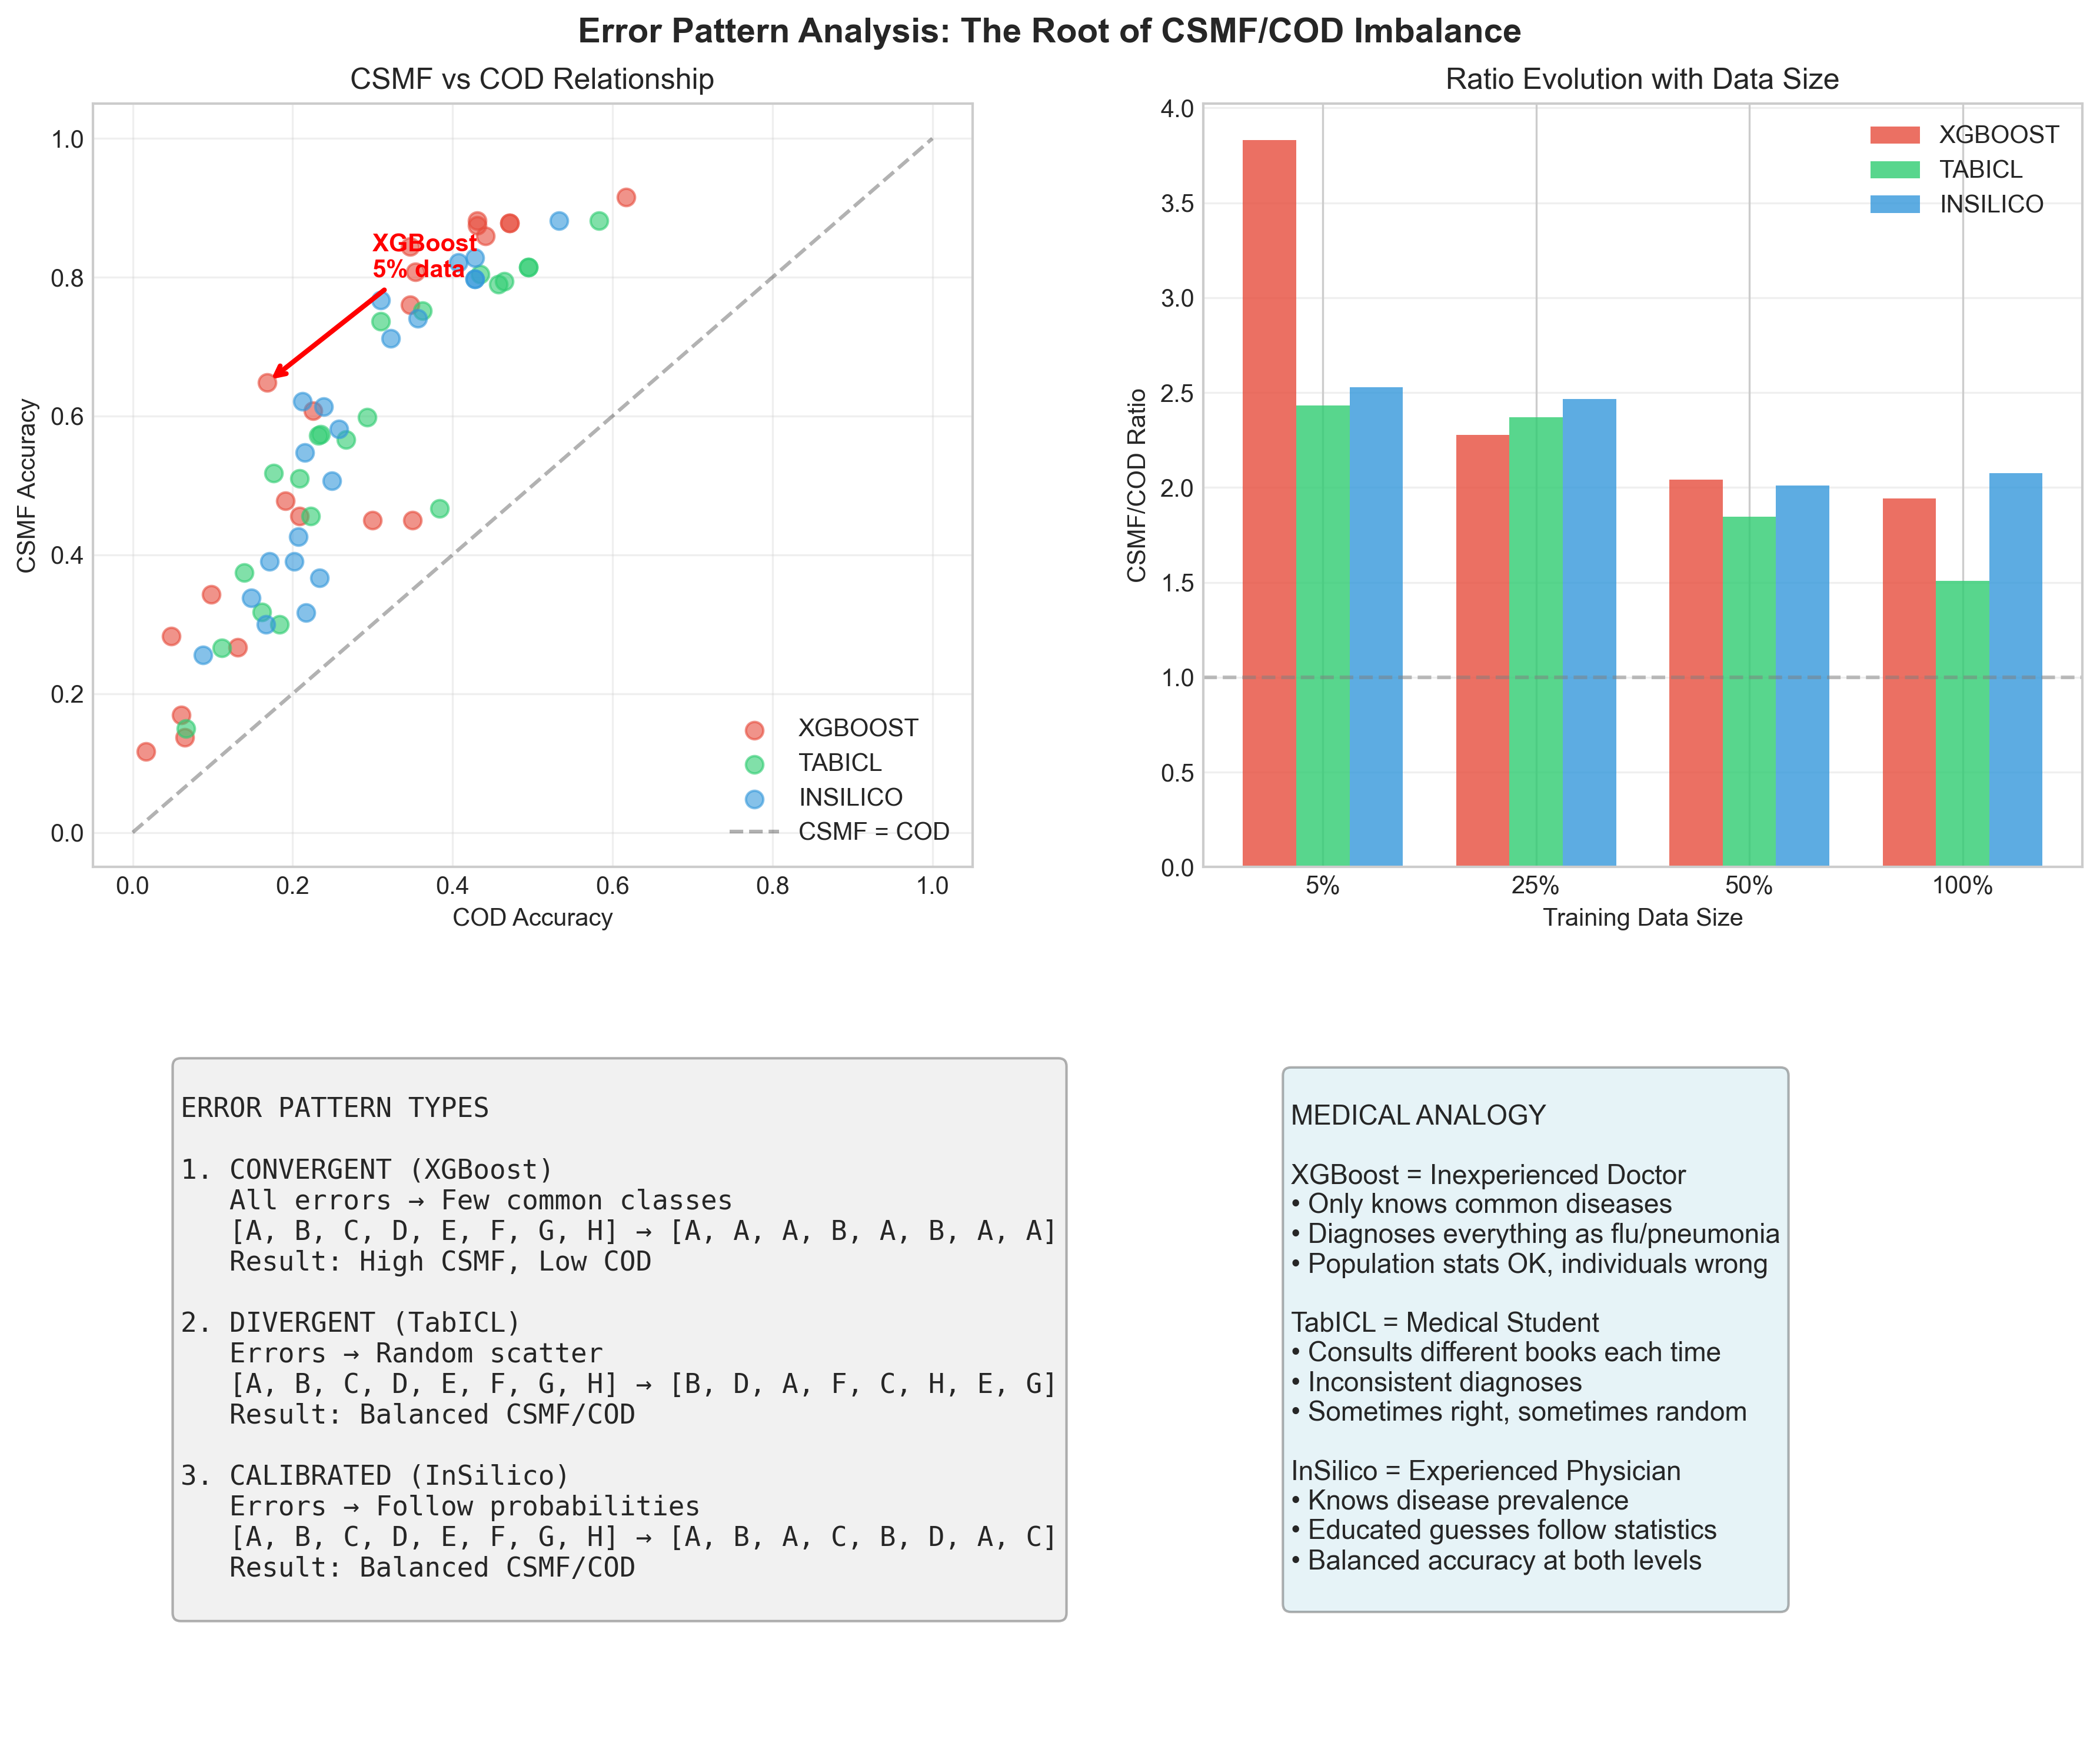 Error Pattern Analysis: The Root of CSMF/COD Imbalance
CSMF vs COD Relationship
CSMF Accuracy
1.0
0.8
0.6
0.4
0.2
0.0
XGBoost
5% data
XGBOOST
TABICL
INSILICO
CSMF = COD
0.0 0.2 0.4 0.6 0.8 1.0
COD Accuracy
Ratio Evolution with Data Size
CSMF/COD Ratio
4.0
3.5
3.0
2.5
2.0
1.5
1.0
0.5
0.0
XGBOOST
TABICL
INSILICO
5% 25% 50% 100%
Training Data Size
ERROR PATTERN TYPES
1. CONVERGENT (XGBoost)
All errors → Few common classes
[A, B, C, D, E, F, G, H] → [A, A, A, B, A, B, A, A]
Result: High CSMF, Low COD
2. DIVERGENT (TabICL)
Errors → Random scatter
[A, B, C, D, E, F, G, H] → [B, D, A, F, C, H, E, G]
Result: Balanced CSMF/COD
3. CALIBRATED (InSilico)
Errors → Follow probabilities
[A, B, C, D, E, F, G, H] → [A, B, A, C, B, D, A, C]
Result: Balanced CSMF/COD
MEDICAL ANALOGY
XGBoost = Inexperienced Doctor
• Only knows common diseases
• Diagnoses everything as flu/pneumonia
• Population stats OK, individuals wrong
TabICL = Medical Student
• Consults different books each time
• Inconsistent diagnoses
• Sometimes right, sometimes random
InSilico = Experienced Physician
• Knows disease prevalence
• Educated guesses follow statistics
• Balanced accuracy at both levels